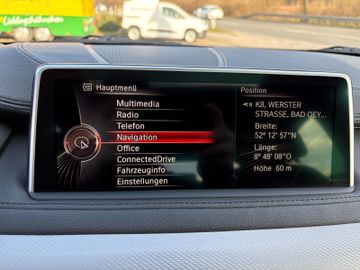 Lieblingshähnchen
Hauptmenü
Multimedia
Radio
Telefon
Navigation
Office
ConnectedDrive
Fahrzeuginfo
Einstellungen
Position
N K8, WERSTER
STRASSE, BAD OEY...
Breite:
52° 12' 57"N
Länge:
8° 48' 08"O
Höhe 60 m